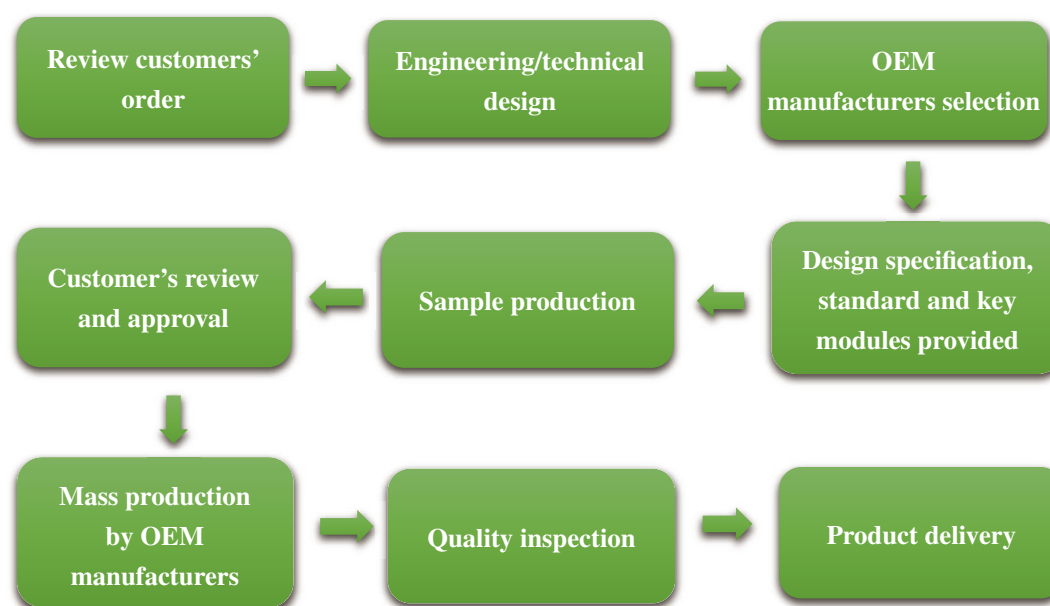 Review customers’
order
Engineering/technical
design
OEM
manufacturers selection
Design specification,
standard and key
modules provided
Sample production
Customer’s review
and approval
Mass production
by OEM
manufacturers
Quality inspection
Product delivery